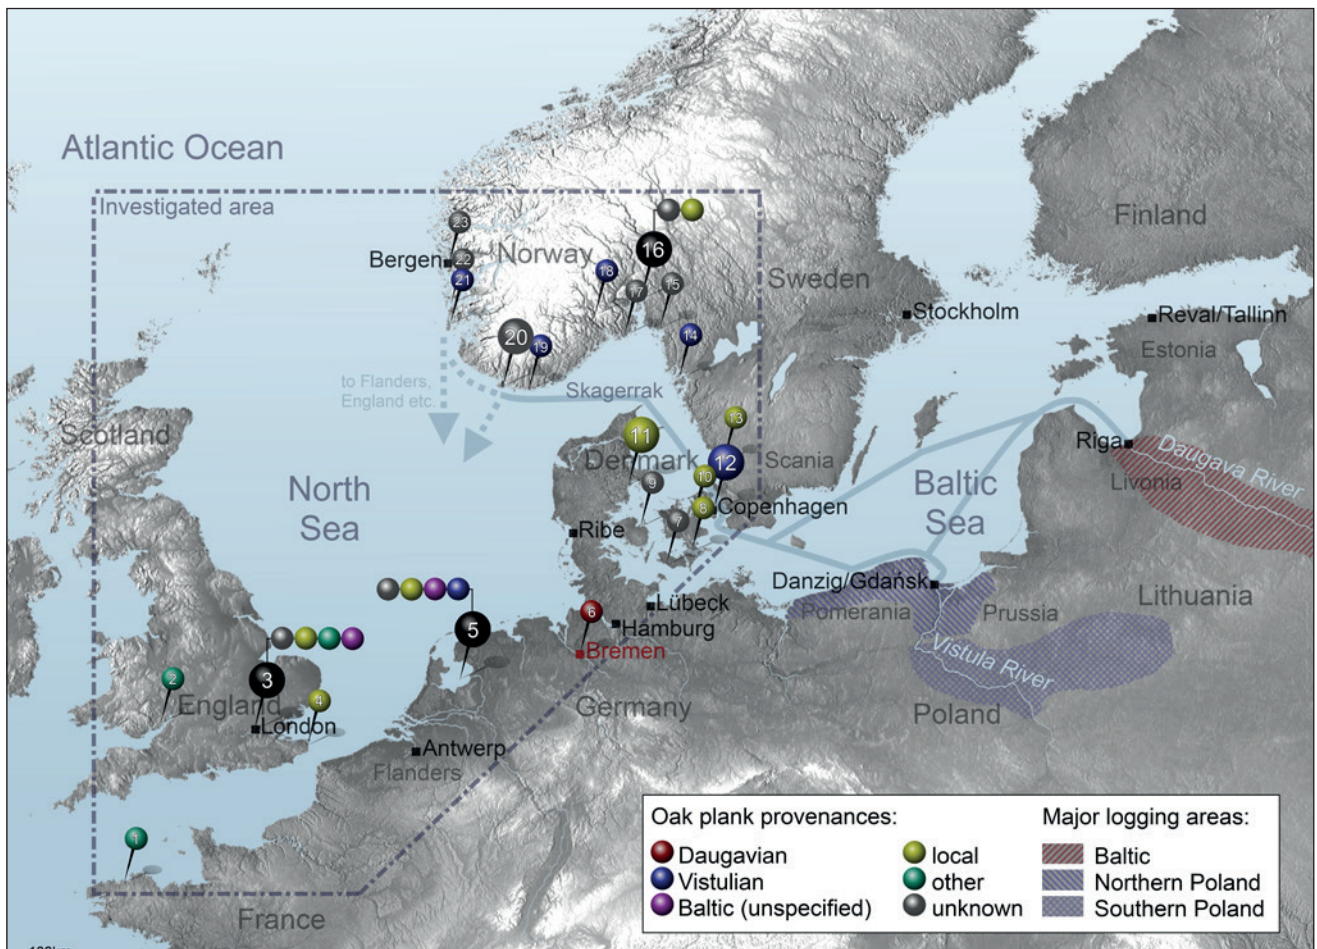 Atlantic Ocean
Investigated area
Finland
23
16
Bergen
22
Norway
21
18
17
15
Sweden
Stockholm
Reval/Tallinn
Estonia
20
19
14
to Flanders,
England etc.
Skagerrak
Scotland
13
11
Denmark
12
Scania
Riga
Daugava River
Livonia
North
Sea
9
10
8
Copenhagen
7
Baltic
Sea
Ribe
Danzig/Gdańsk
Pomerania
Prussia
Lithuania
5
6
Lübeck
Hamburg
Bremen
Vistula River
2
3
England
4
London
Germany
Poland
Antwerp
Flanders
1
France
Oak plank provenances:
Daugavian
Vistulian
Baltic (unspecified)
local
other
unknown
Major logging areas:
Baltic
Northern Poland
Southern Poland